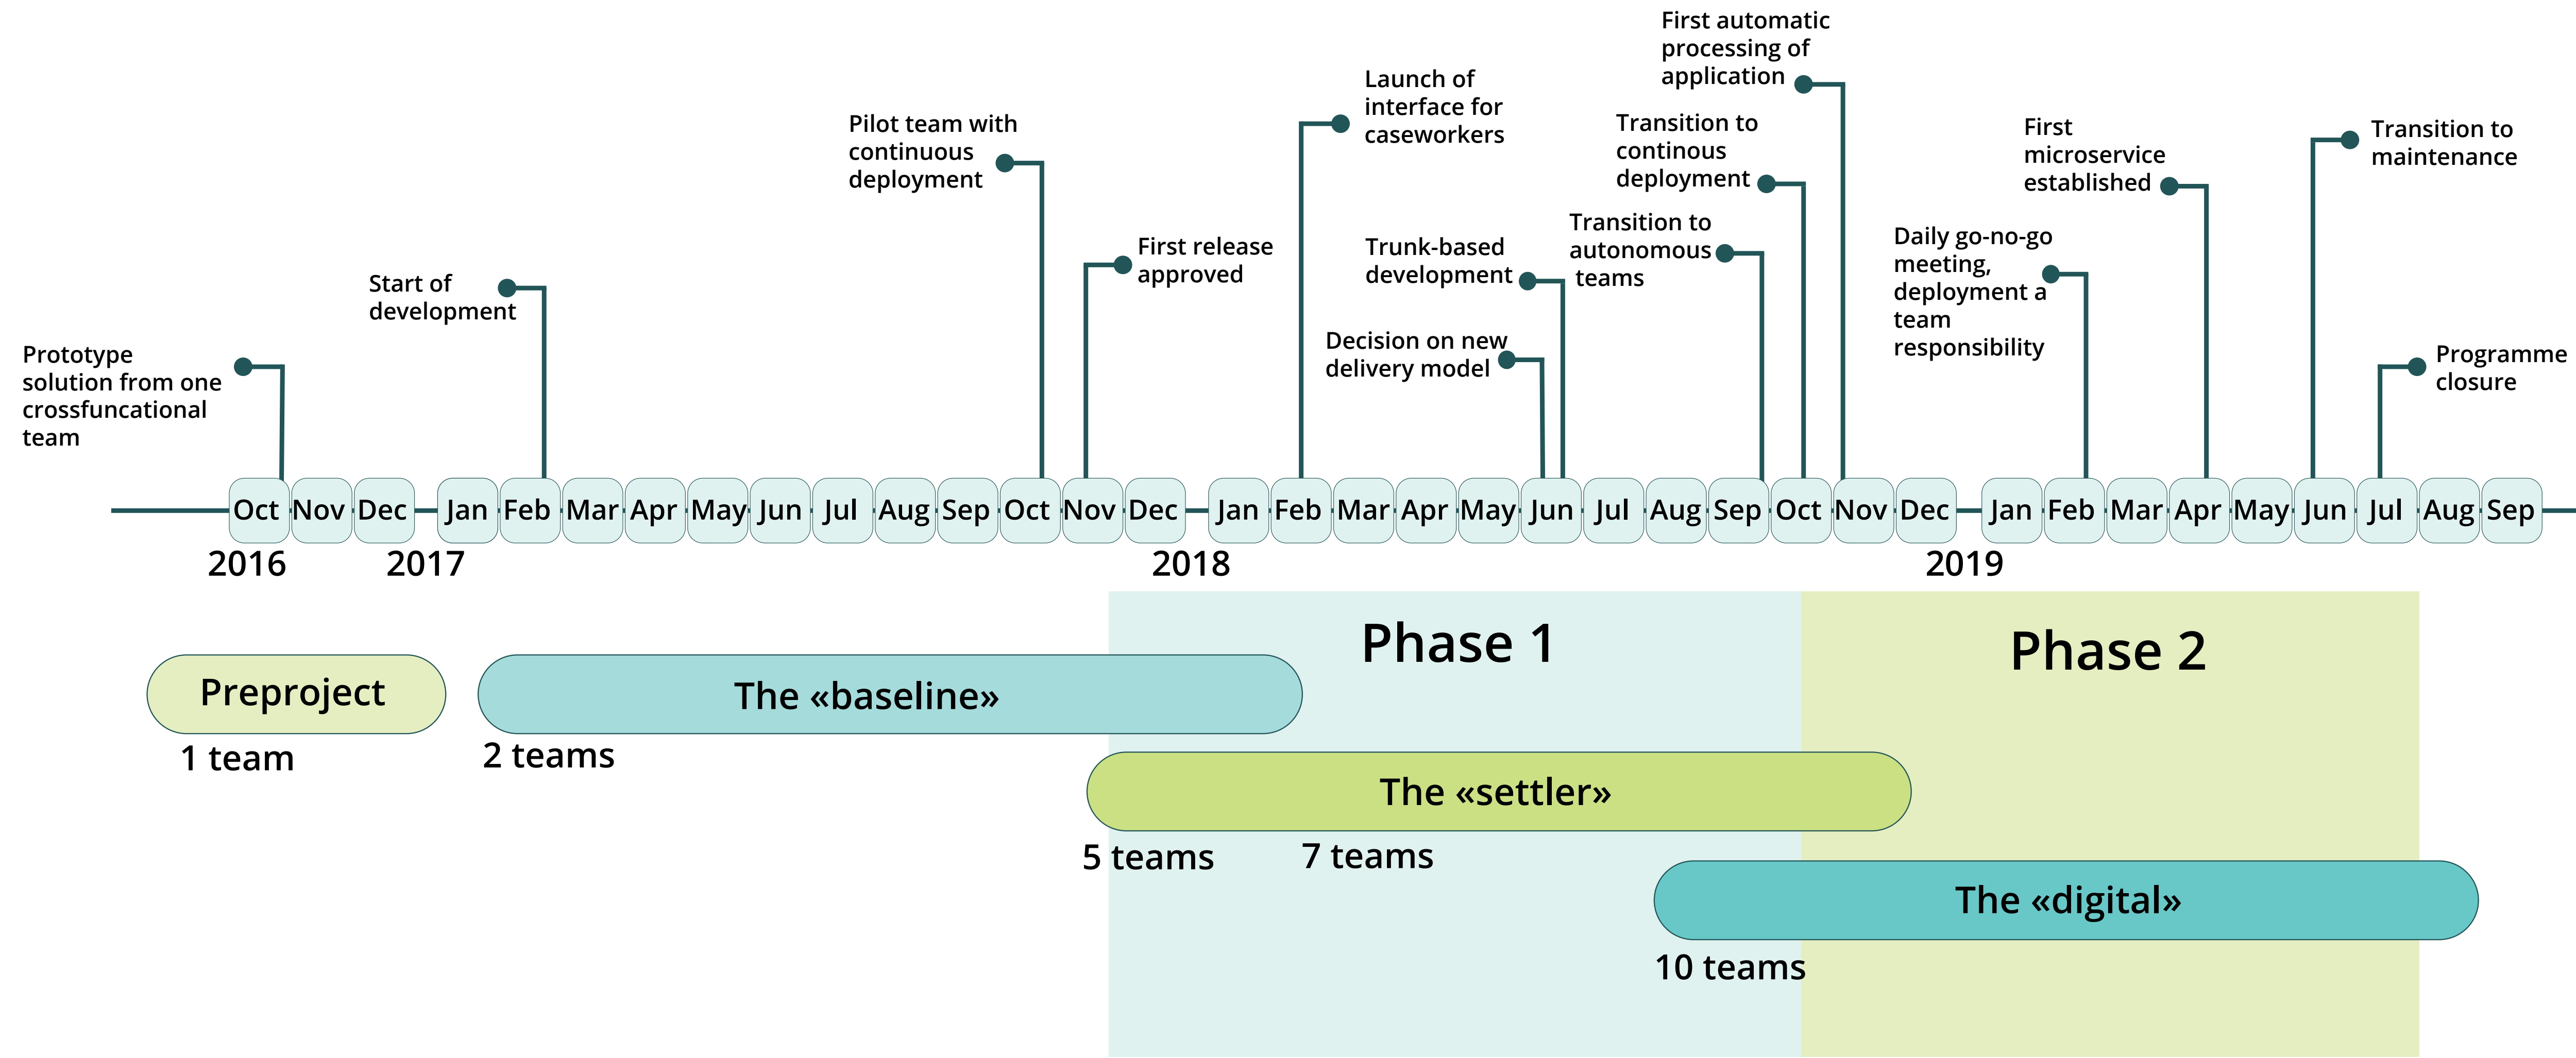 First automatic
processing of
application
Launch of
interface for
caseworkers
Pilot team with
continuous
deployment
Transition to
continous
deployment
First
microservice
established
Transition to
maintenance
Transition to
autonomous
teams
Daily go-no-go
meeting,
deployment a
team
responsibility
First release
approved
Trunk-based
development
Start of
development
Decision on new
delivery model
Prototype
solution from one
crossfuncational
team
Programme
closure
Oct Nov Dec Jan Feb Mar Apr May Jun Jul Aug Sep Oct Nov Dec Jan Feb Mar Apr May Jun Jul Aug Sep Oct Nov Dec Jan Feb Mar Apr May Jun Jul Aug Sep
2016 2017 2018 2019
Phase 1
Phase 2
Preproject
1 team
The «baseline»
2 teams
The «settler»
5 teams
7 teams
The «digital»
10 teams